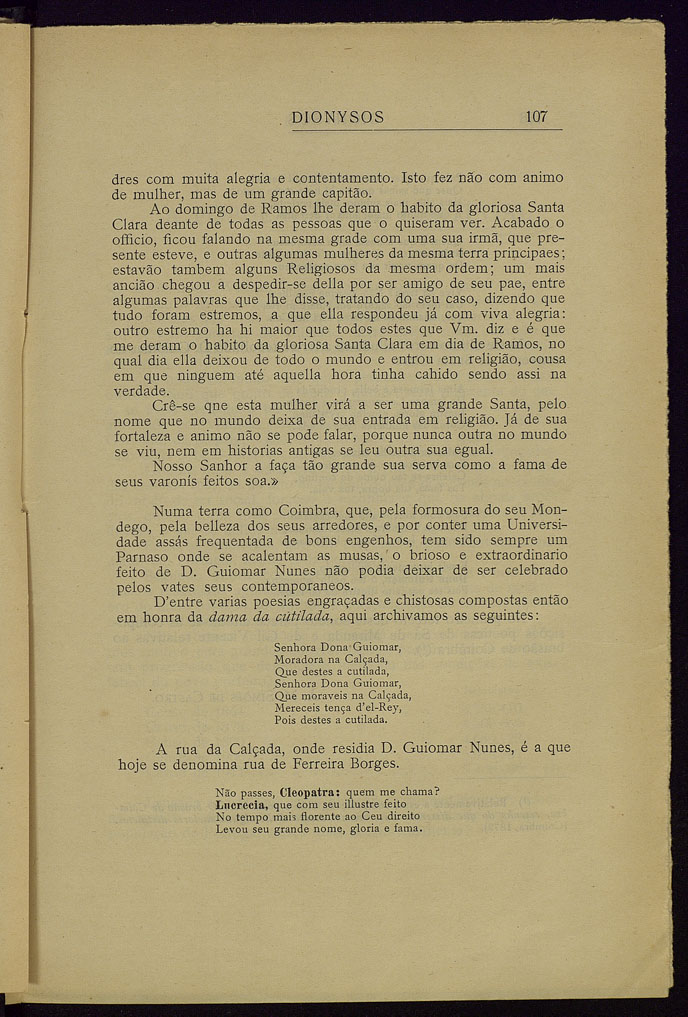 DIONYSOS 107
dres com muita alegria e contentamento. Isto fez não com animo
de mulher, mas de um grande capitão.
Ao domingo de Ramos lhe deram o habito da gloriosa Santa
Clara deante de todas as pessoas que o quiseram ver. Acabado o
officio, ficou falando na mesma grade com uma sua irmã, que pre-
sente esteve, e outras algumas mulheres da mesma terra principaes;
estavão tambem alguns Religiosos da mesma ordem; um mais
ancião chegou a despedir-se della por ser amigo de seu pae, entre
algumas palavras que lhe disse, tratando do seu caso, dizendo que
tudo foram estremos, a que ella respondeu já com viva alegria:
outro estremo ha hi maior que todos estes que Vm. diz e é que
me deram o habito da gloriosa Santa Clara em dia de Ramos, no
qual dia ella deixou de todo o mundo e entrou em religião, cousa
em que ninguem até aquella hora tinha cahido sendo assi na
verdade.
Crê-se qne esta mulher virá a ser uma grande Santa, pelo
nome que no mundo deixa de sua entrada em religião. Já de sua
fortaleza e animo não se pode falar, porque nunca outra no mundo
se viu, nem em historias antigas se leu outra sua egual.
Nosso Sanhor a faça tão grande sua serva como a fama de
seus varonis feitos soa.»
Numa terra como Coimbra, que, pela formosura do seu Mon-
dego, pela belleza dos seus arredores, e por conter uma Universi-
dade assás frequentada de bons engenhos, tem sido sempre um
Parnaso onde se acalentam as musas, o brioso e extraordinario
feito de D. Guiomar Nunes não podia deixar de ser celebrado
pelos vates seus contemporaneos.
D'entre varias poesias engraçadas e chistosas compostas então
em honra da dama da cutilada, aqui archivamos as seguintes:
Senhora Dona Guiomar,
Moradora na Calçada,
Que destes a cutilada,
Senhora Dona Guiomar,
Que moraveis na Calçada,
Mereceis tença d'el-Rey,
Pois destes a cutilada.
A rua da Calçada, onde residia D. Guiomar Nunes, é a que
hoje se denomina rua de Ferreira Borges.
Não passes, Cleopatra: quem me chama?
Lucrecia, que com seu illustre feito
No tempo mais florente ao Ceu direito
Levou seu grande nome, gloria e fama.